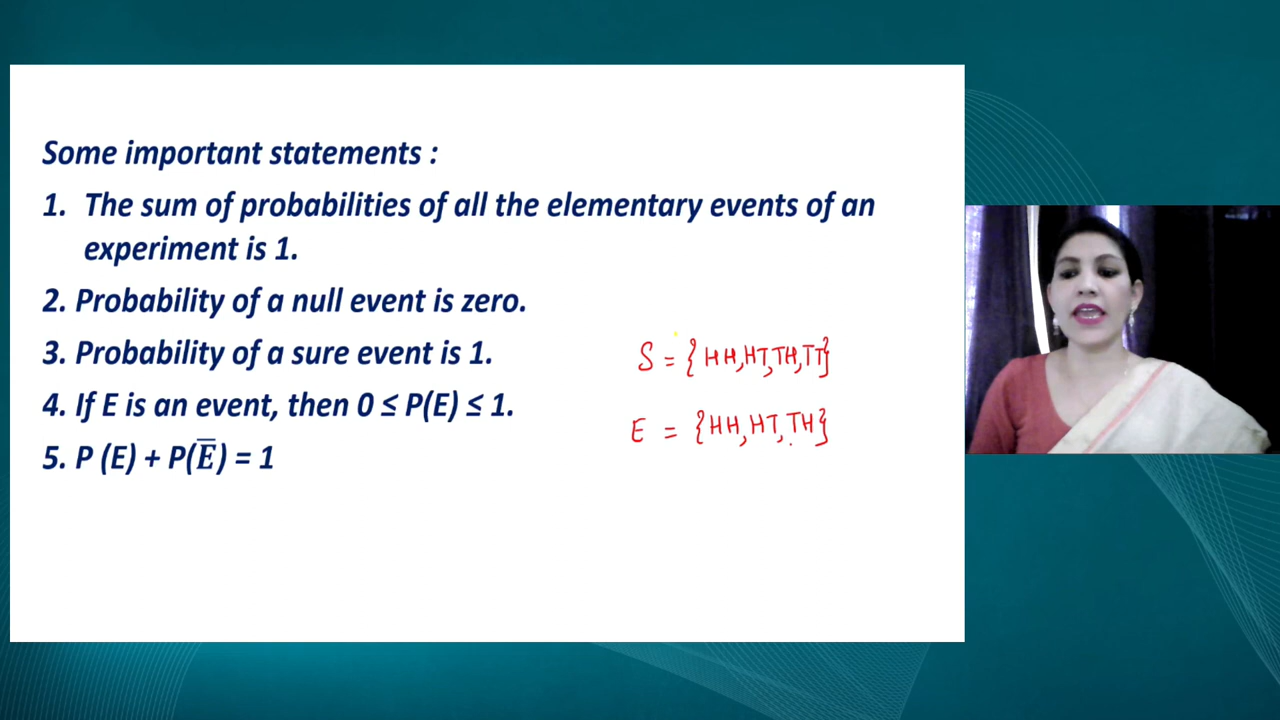 Some important statements :
1. The sum of probabilities of all the elementary events of an
experiment is 1.
2. Probability of a null event is zero.
3. Probability of a sure event is 1.
4. If E is an event, then 0 ≤ P(E) ≤ 1.
5. P (E) + P(E̅) = 1
S = {HH,HT,TH,TT}
E = {HH,HT,TH}